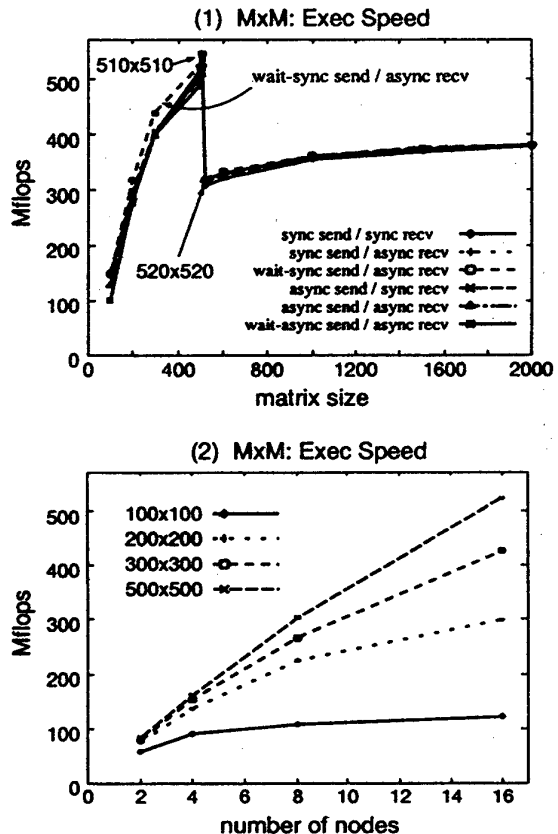 (1) MxM: Exec Speed
Mflops
500
400
300
200
100
0
510x510
wait-sync send / async recv
520x520
sync send / sync recv
sync send / async recv
wait-sync send / async recv
async send / async recv
async send / async recv
wait-async send / async recv
0 400 800 1200 1600 2000
matrix size
(2) MxM: Exec Speed
Mflops
500
400
300
200
100
0
100x100
200x200
300x300
500x500
0 2 4 6 8 10 12 14 16
number of nodes